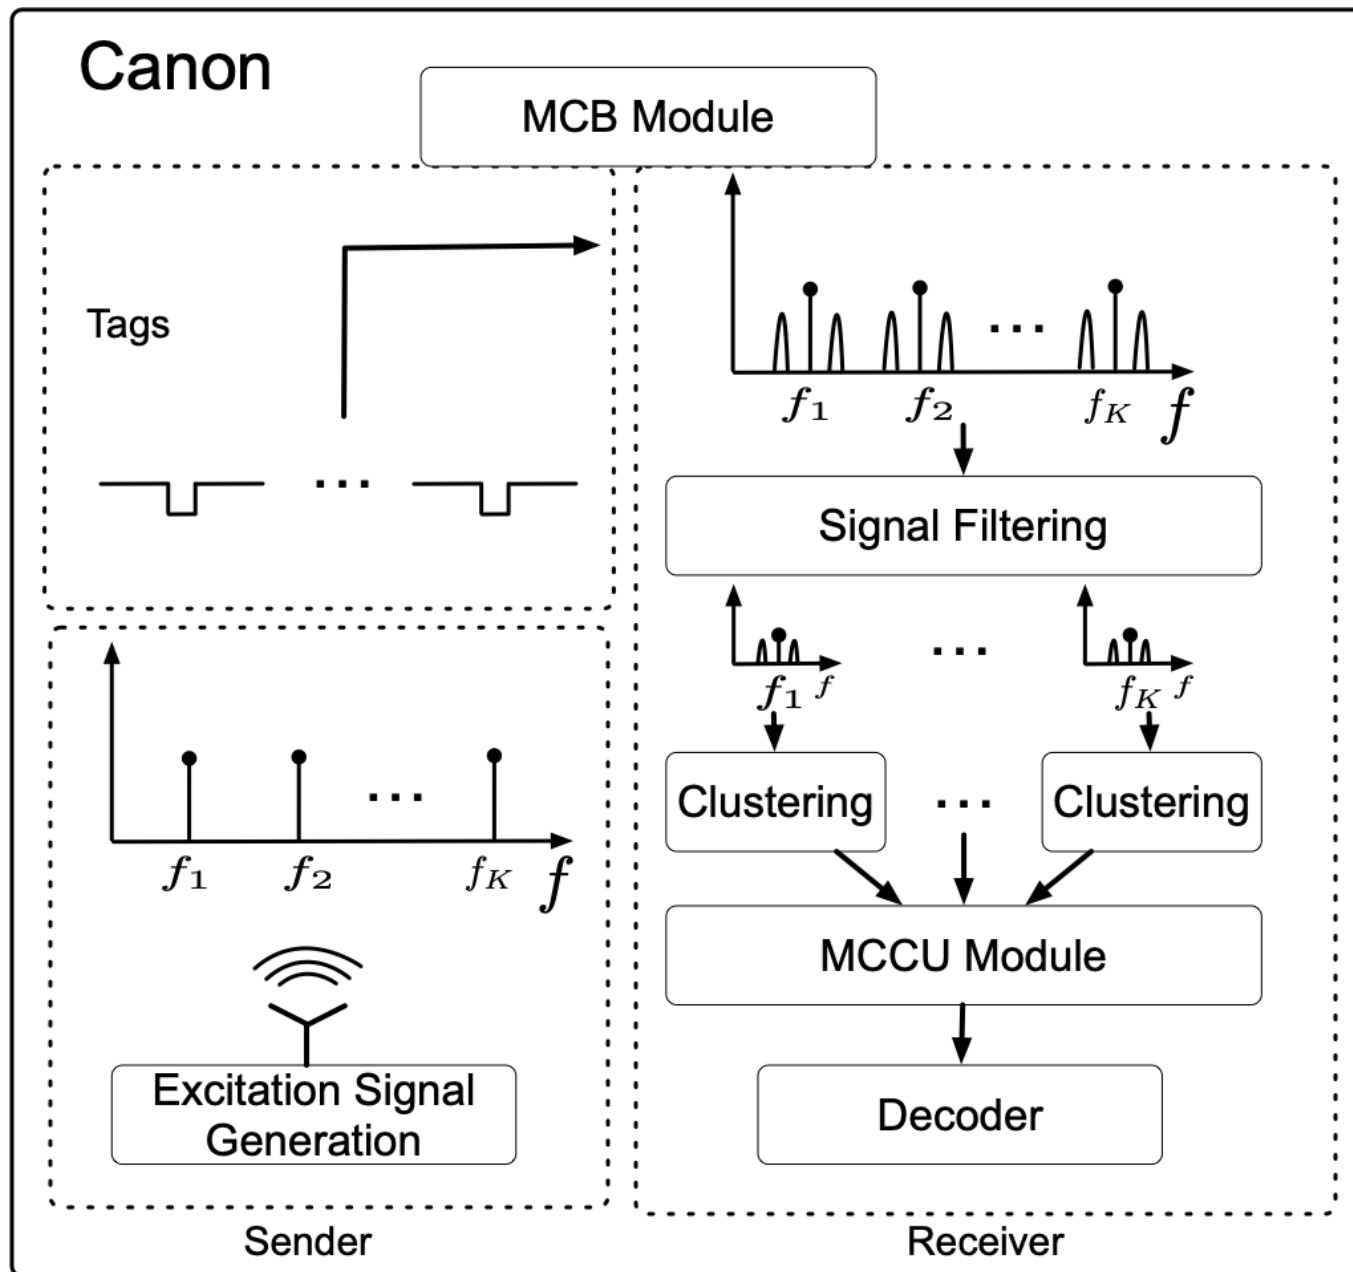 Canon
MCB Module
Tags
...
f1 f2 ... fK f
Signal Filtering
f1 f ... fK f
Clustering ... Clustering
MCCU Module
Decoder
Receiver
...
f1 f2 fK f
Excitation Signal
Generation
Sender